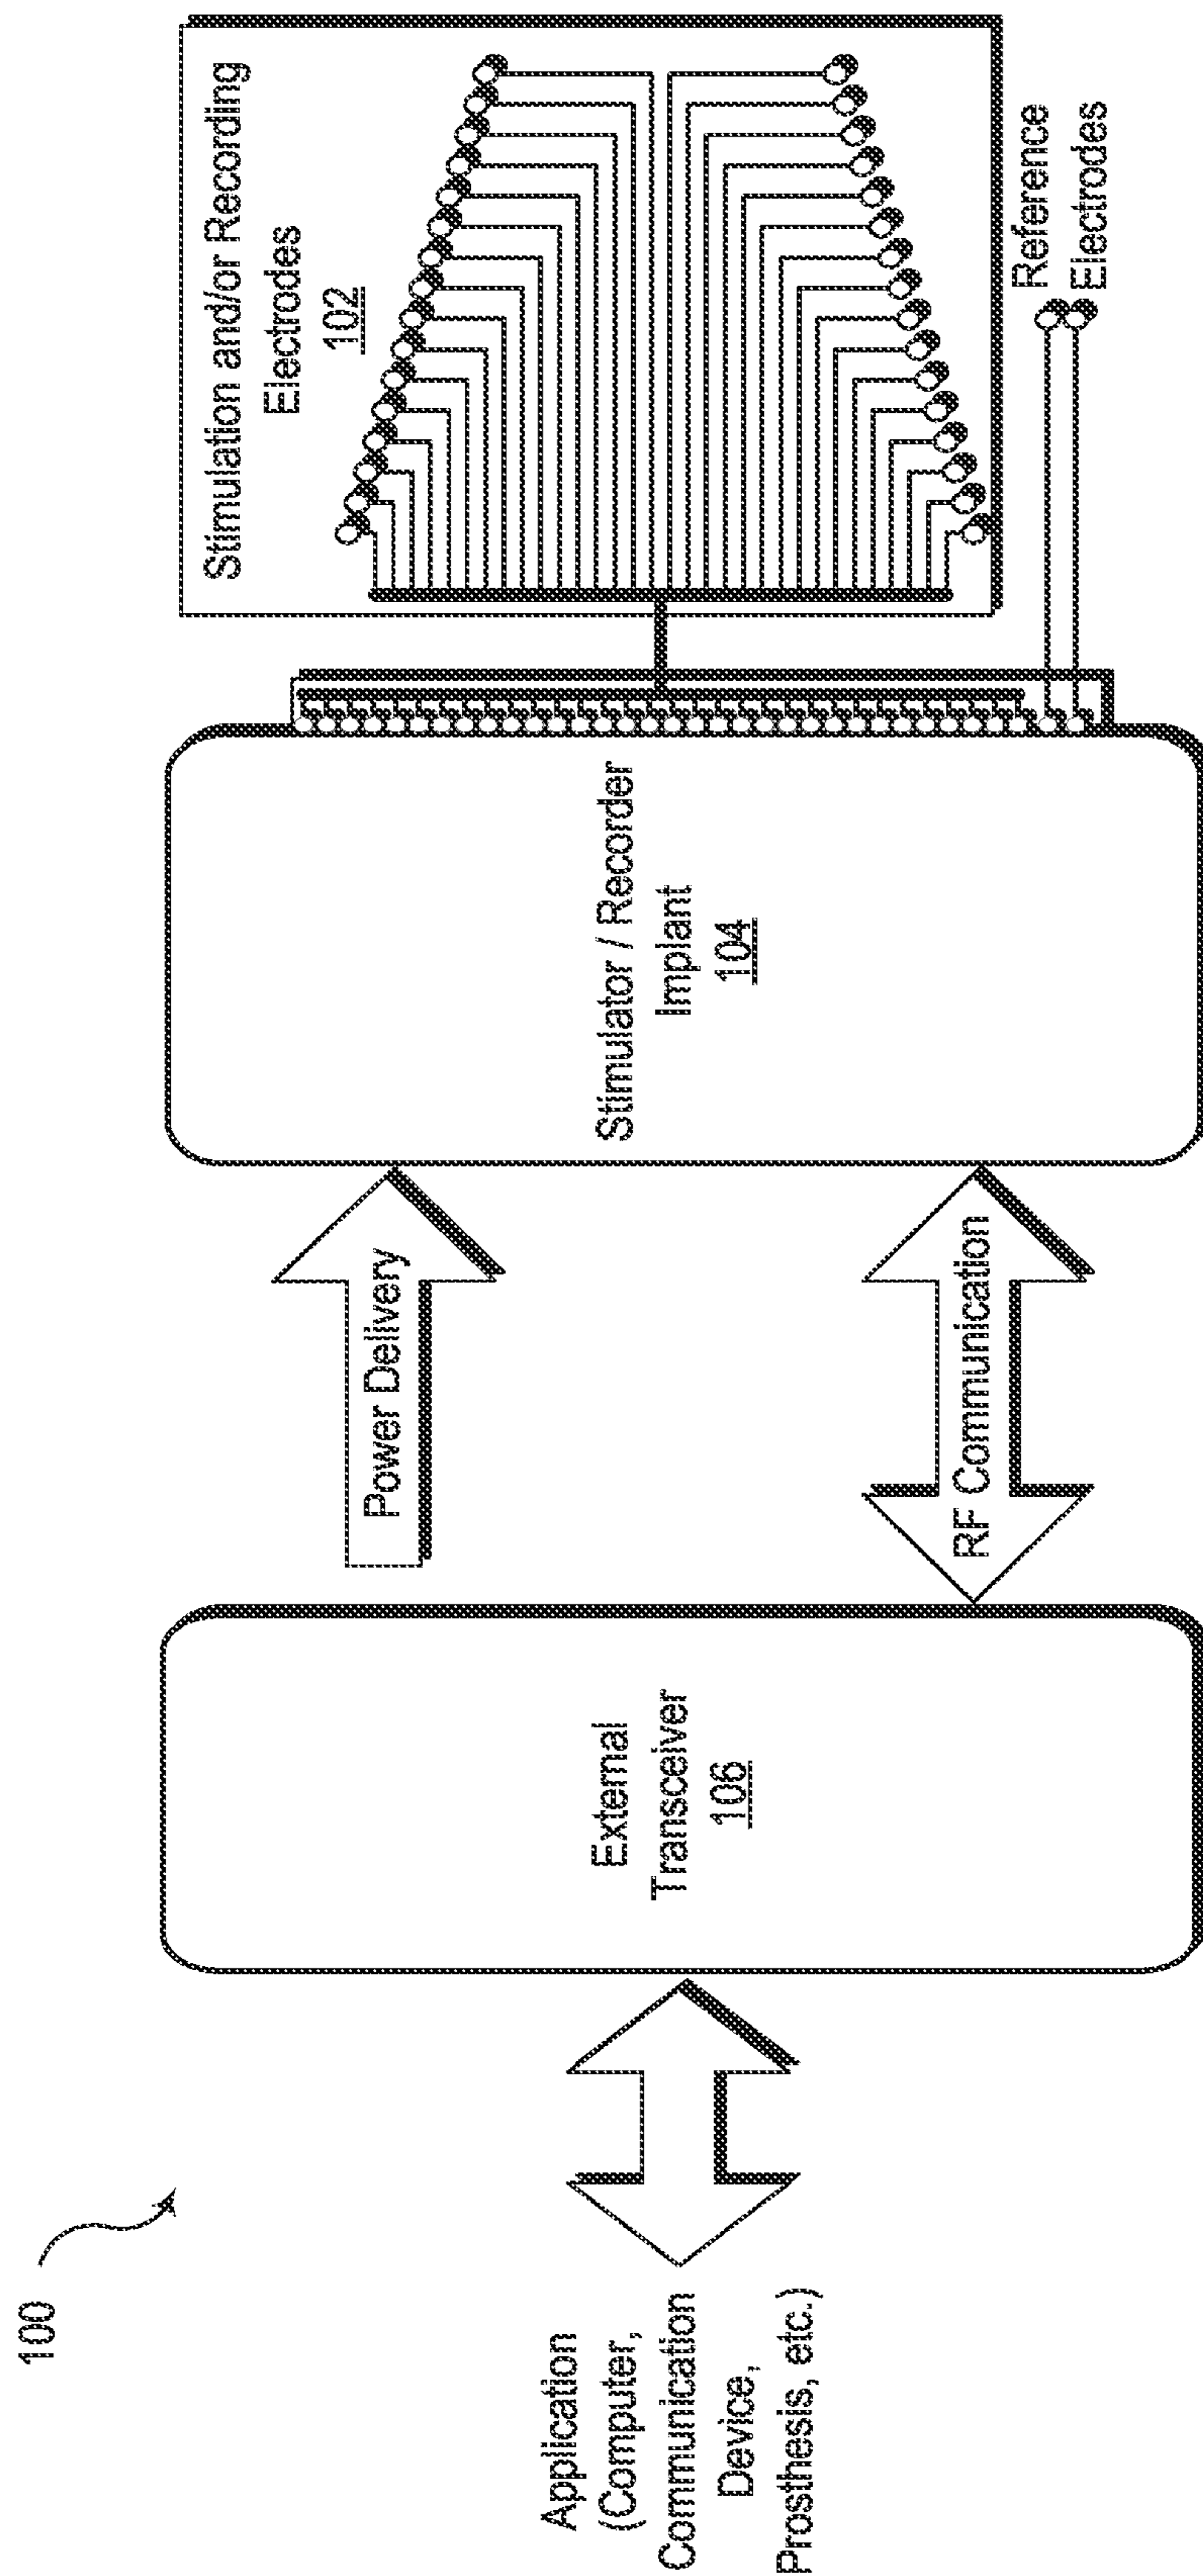 100
Application
(Computer,
Communication
Device,
Prosthesis, etc.)
External
Transceiver
106
Power Delivery
RF Communication
Stimulator / Recorder
Implant
104
Stimulation and/or Recording
Electrodes
102
Reference
Electrodes